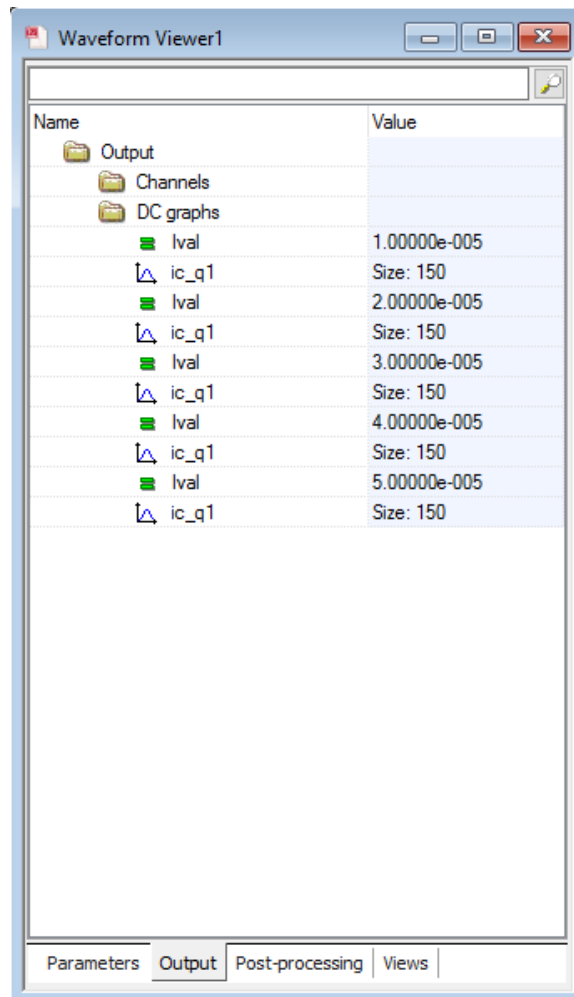 Waveform Viewer1
Name Value
Output
Channels
DC graphs
Ival 1.00000e-005
ic_q1 Size: 150
Ival 2.00000e-005
ic_q1 Size: 150
Ival 3.00000e-005
ic_q1 Size: 150
Ival 4.00000e-005
ic_q1 Size: 150
Ival 5.00000e-005
ic_q1 Size: 150
Parameters Output Post-processing Views